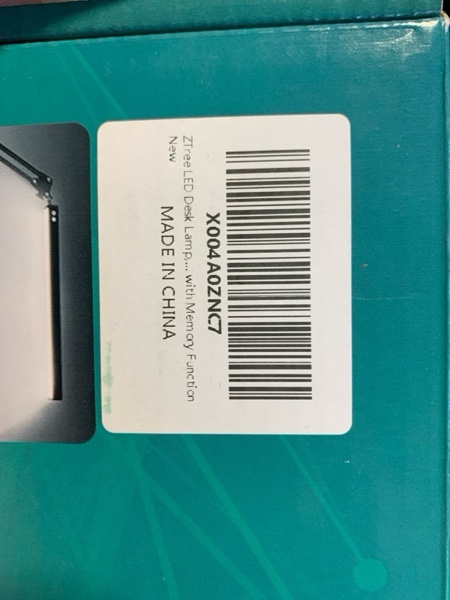 X004A0ZNC7
ZTree LED Desk Lamp,... with Memory Function
New
MADE IN CHINA